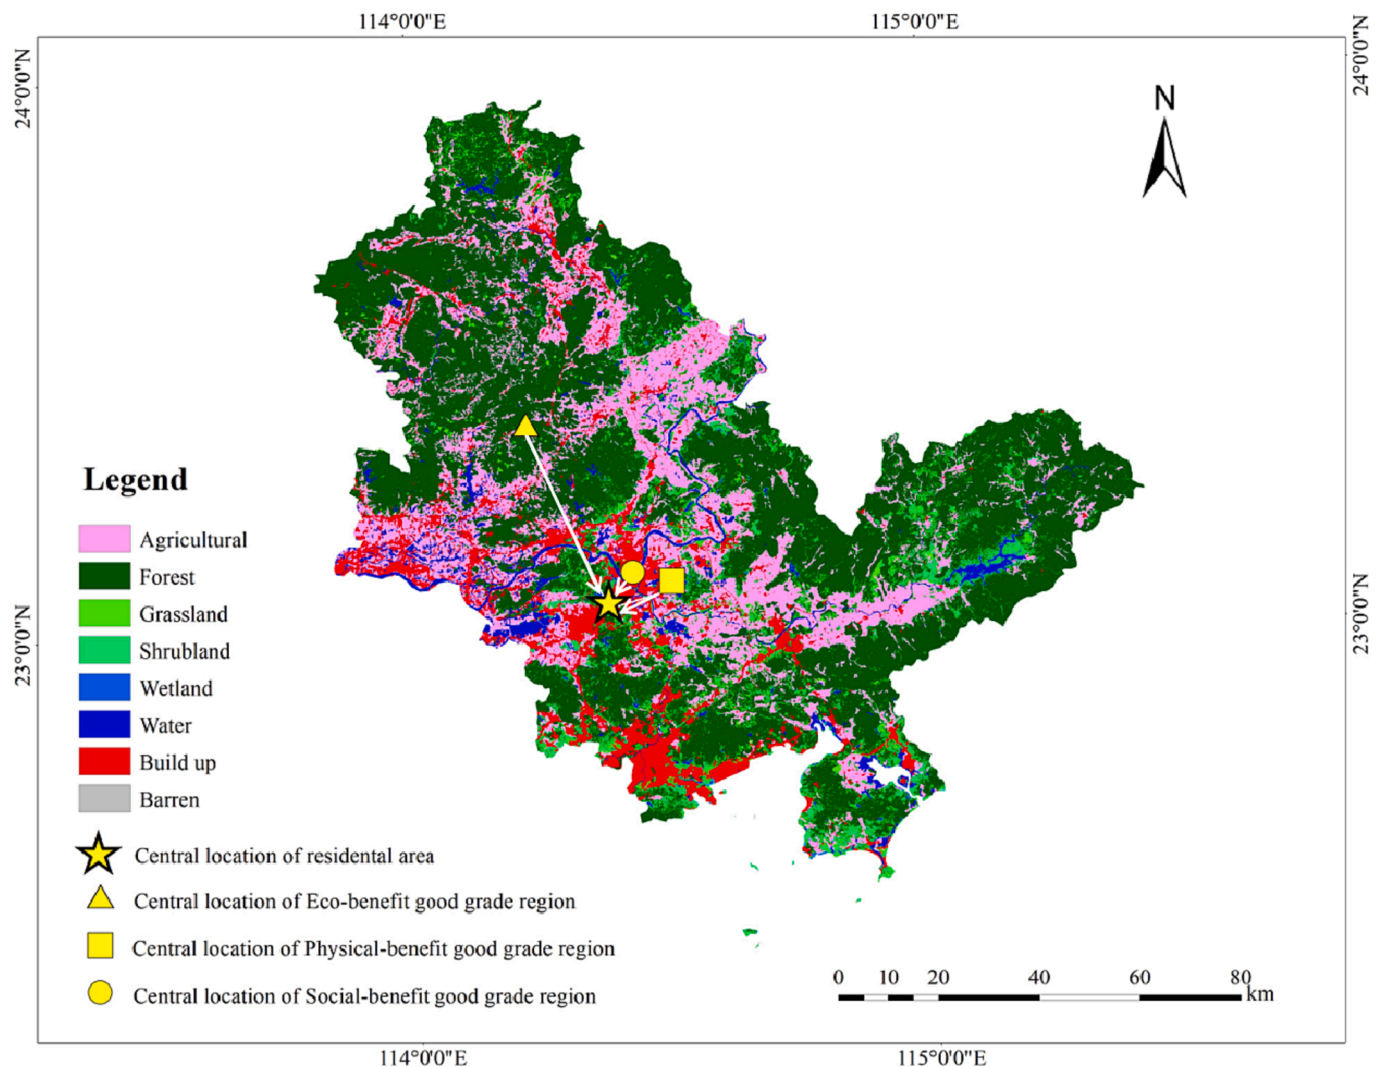 114°0'0"E
115°0'0"E
24°0'0"N
24°0'0"N
N
Legend
Agricultural
Forest
Grassland
Shrubland
Wetland
Water
Build up
Barren
23°0'0"N
23°0'0"N
Central location of residental area
Central location of Eco-benefit good grade region
Central location of Physical-benefit good grade region
Central location of Social-benefit good grade region
0 10 20 40 60 80
km
114°0'0"E
115°0'0"E